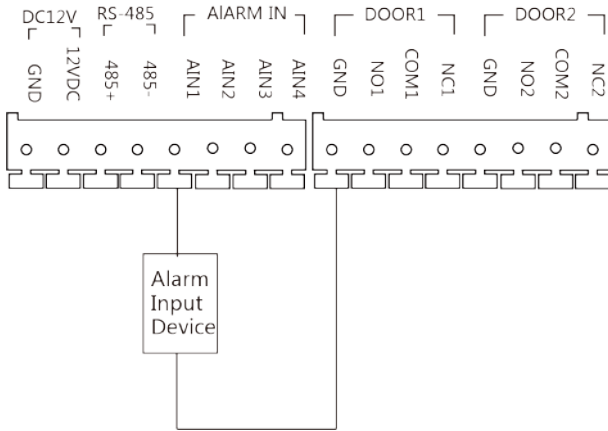 DC12V RS-485 AlARM IN DOOR1 DOOR2
GND 12VDC 485+ 485- AIN1 AIN2 AIN3 AIN4 GND NO1 COM1 NC1 GND NO2 COM2 NC2
Alarm
Input
Device